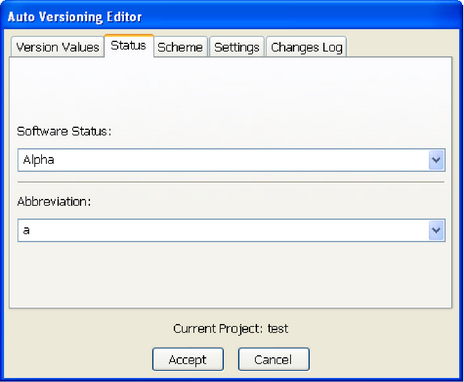 Auto Versioning Editor
Version Values Status Scheme Settings Changes Log
Software Status:
Alpha
Abbreviation:
a
Current Project: test
Accept Cancel